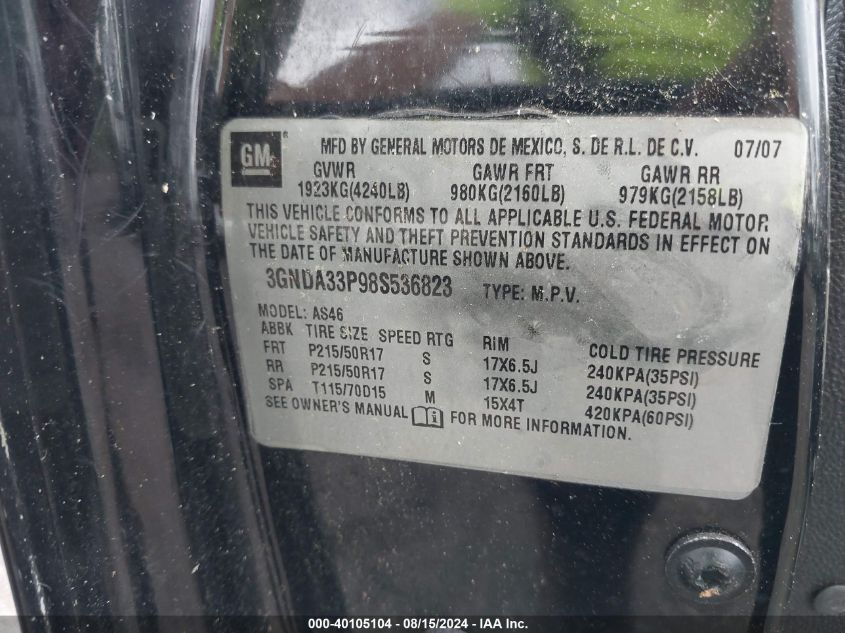 GM ® MFD BY GENERAL MOTORS DE MEXICO, S. DE R.L. DE C.V. 07/07
GVWR GAWR FRT GAWR RR
1923KG(4240LB) 980KG(2160LB) 979KG(2158LB)
THIS VEHICLE CONFORMS TO ALL APPLICABLE U.S. FEDERAL MOTOR
VEHICLE SAFETY AND THEFT PREVENTION STANDARDS IN EFFECT ON
THE DATE OF MANUFACTURE SHOWN ABOVE.
3GNDA33P98S536823 TYPE: M.P.V.
MODEL: AS46
ABBK TIRE SIZE SPEED RTG RIM COLD TIRE PRESSURE
FRT P215/50R17 S 17X6.5J 240KPA(35PSI)
RR P215/50R17 S 17X6.5J 240KPA(35PSI)
SPA T115/70D15 M 15X4T 420KPA(60PSI)
SEE OWNER'S MANUAL FOR MORE INFORMATION.
000-40105104 - 08/15/2024 - IAA Inc.